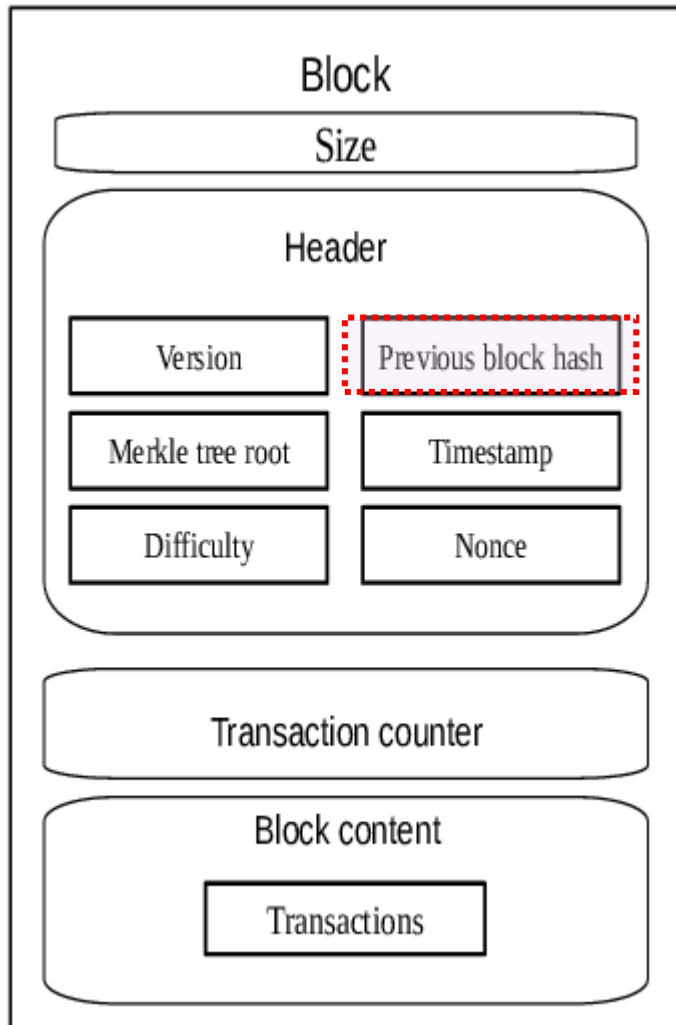 Block
Size
Header
Version
Previous block hash
Merkle tree root
Timestamp
Difficulty
Nonce
Transaction counter
Block content
Transactions